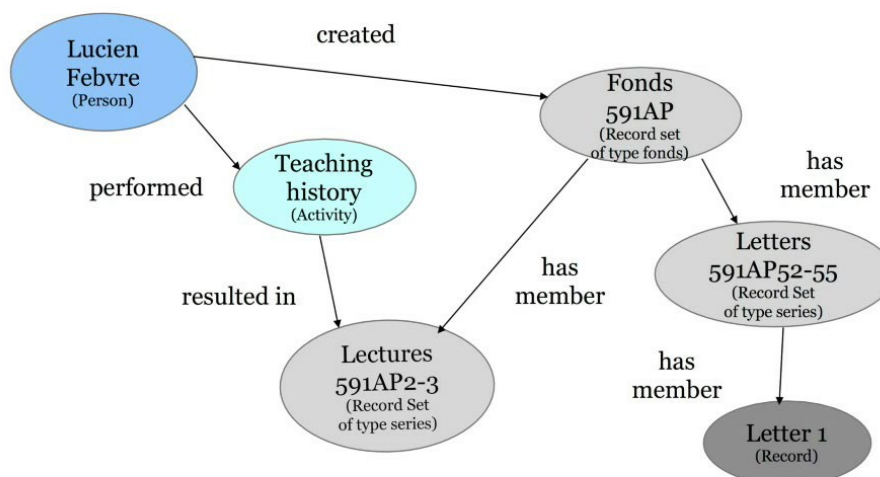 created
Lucien
Febvre
(Person)
Fonds
591AP
(Record set
of type fonds)
performed
Teaching
history
(Activity)
has
member
Letters
591AP52-55
(Record Set
of type series)
resulted in
has
member
Lectures
591AP2-3
(Record Set
of type series)
has
member
Letter 1
(Record)